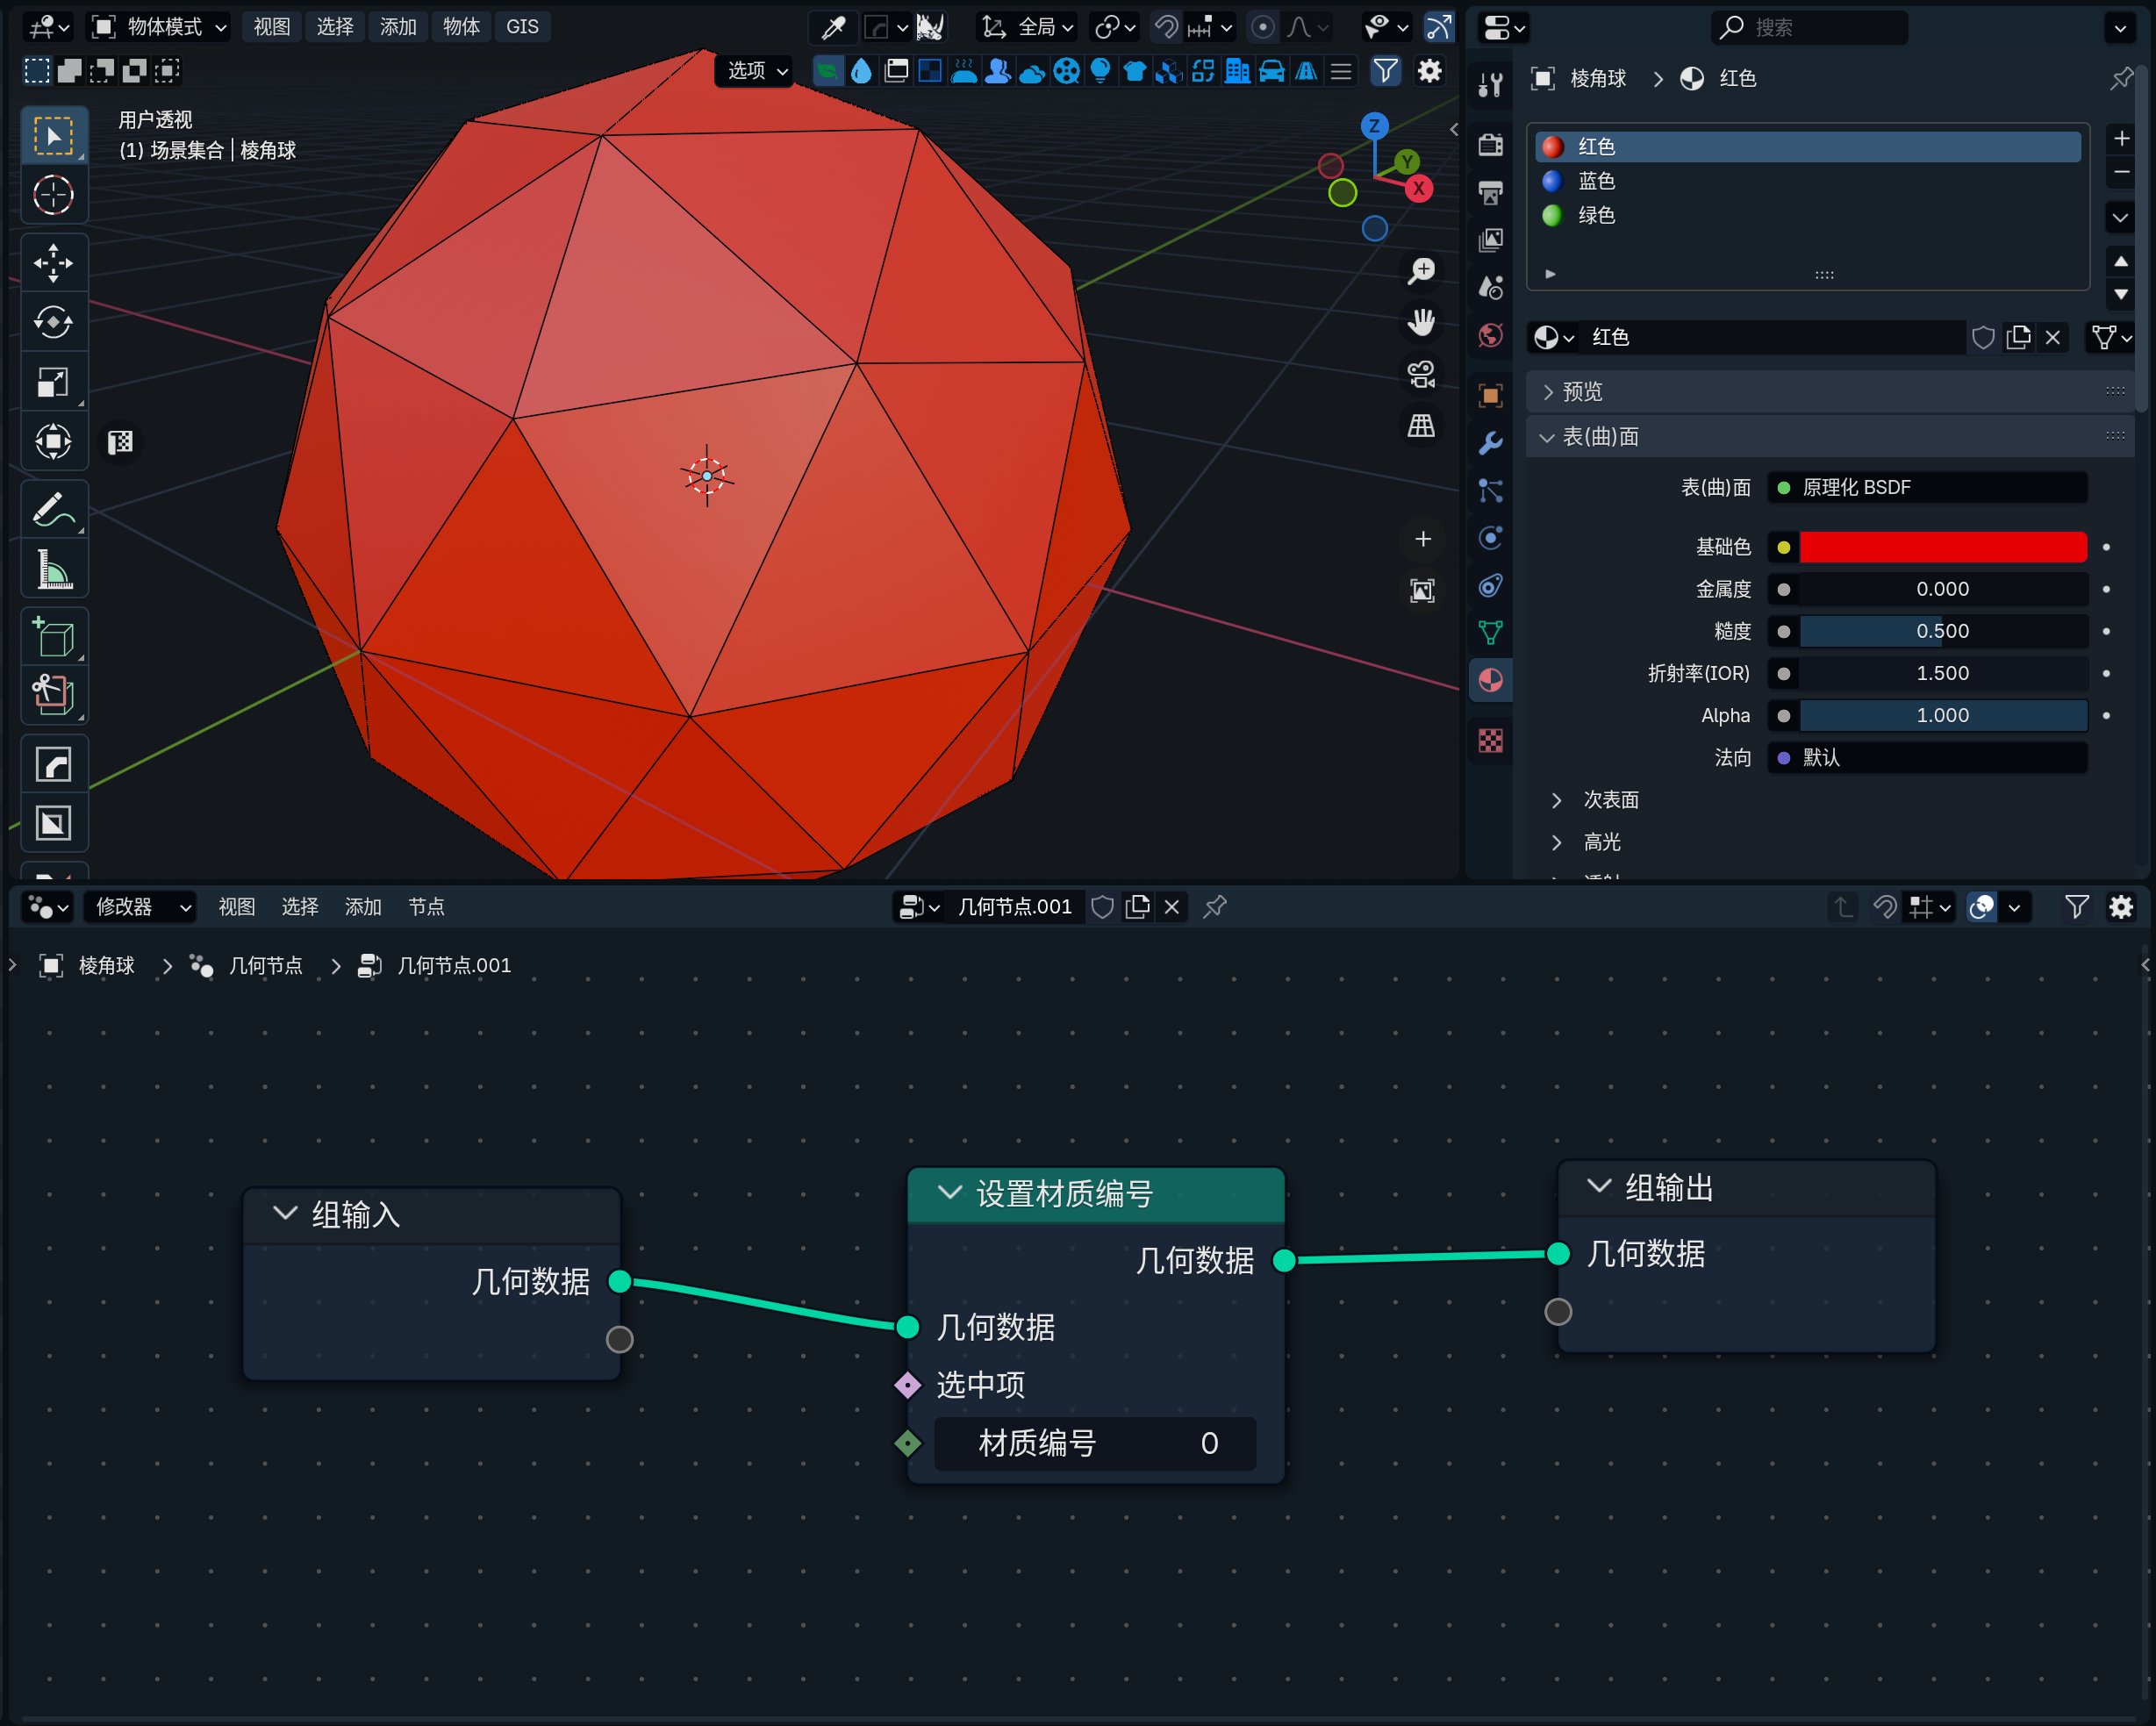 物体模式 视图 选择 添加 物体 GIS 全局
选项
用户透视
(1) 场景集合 | 棱角球
Z
Y
X
搜索
棱角球 红色
红色
蓝色
绿色
红色
预览
表(曲)面
表(曲)面 原理化 BSDF
基础色
金属度 0.000
糙度 0.500
折射率(IOR) 1.500
Alpha 1.000
法向 默认
次表面
高光
修改器 视图 选择 添加 节点 几何节点.001
棱角球 几何节点 几何节点.001
组输入
几何数据
设置材质编号
几何数据
几何数据
选中项
材质编号 0
组输出
几何数据